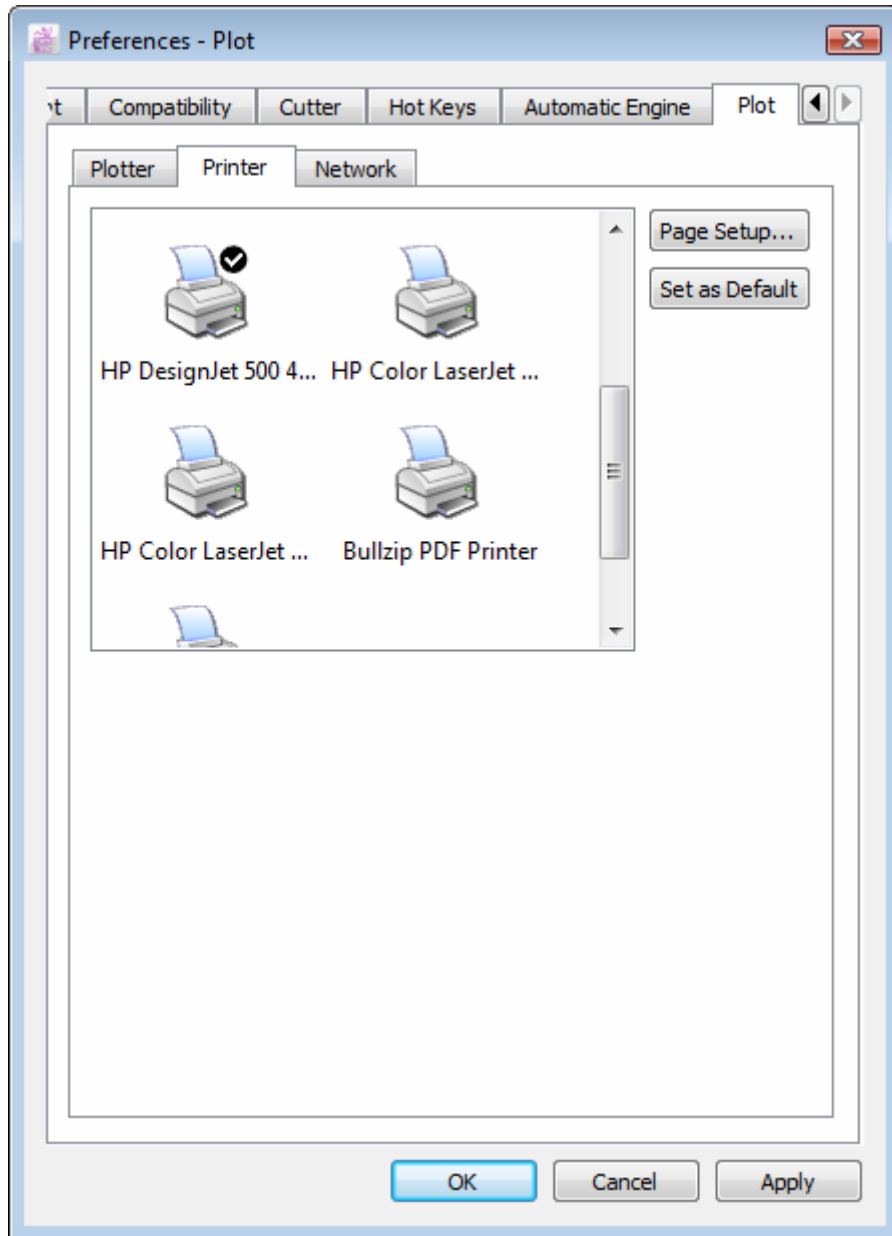 Preferences - Plot
Compatibility Cutter Hot Keys Automatic Engine Plot
Plotter Printer Network
Page Setup...
Set as Default
HP DesignJet 500 4... HP Color LaserJet ...
HP Color LaserJet ... Bullzip PDF Printer
OK Cancel Apply